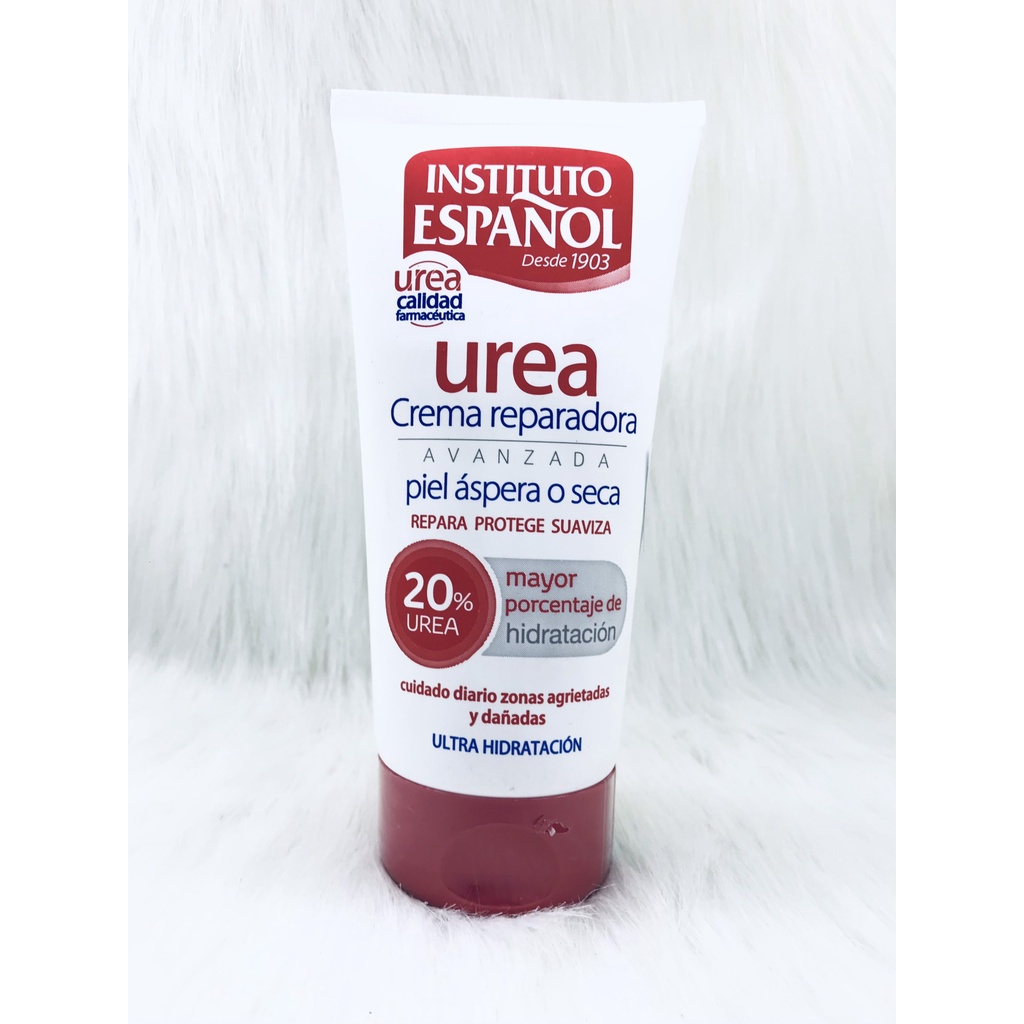 INSTITUTO
ESPAÑOL
Desde 1903
urea
calidad
farmacéutica
urea
Crema reparadora
AVANZADA
piel áspera o seca
REPARA PROTEGE SUAVIZA
20%
UREA
mayor
porcentaje de
hidratación
cuidado diario zonas agrietadas
y dañadas
ULTRA HIDRATACIÓN